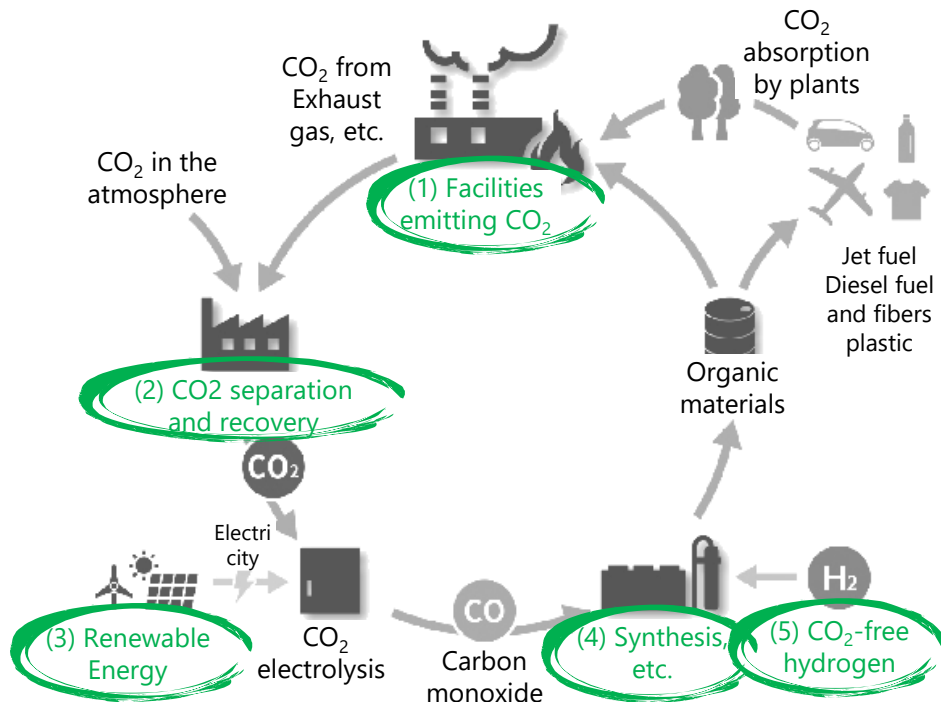 CO₂
absorption
by plants
CO₂ from
Exhaust
gas, etc.
CO₂ in the
atmosphere
(1) Facilities
emitting CO₂
Jet fuel
Diesel fuel
and fibers
plastic
(2) CO2 separation
and recovery
Organic
materials
CO₂
Electri
city
(3) Renewable
Energy
CO₂
electrolysis
CO
Carbon
monoxide
(4) Synthesis,
etc.
H₂
(5) CO₂-free
hydrogen